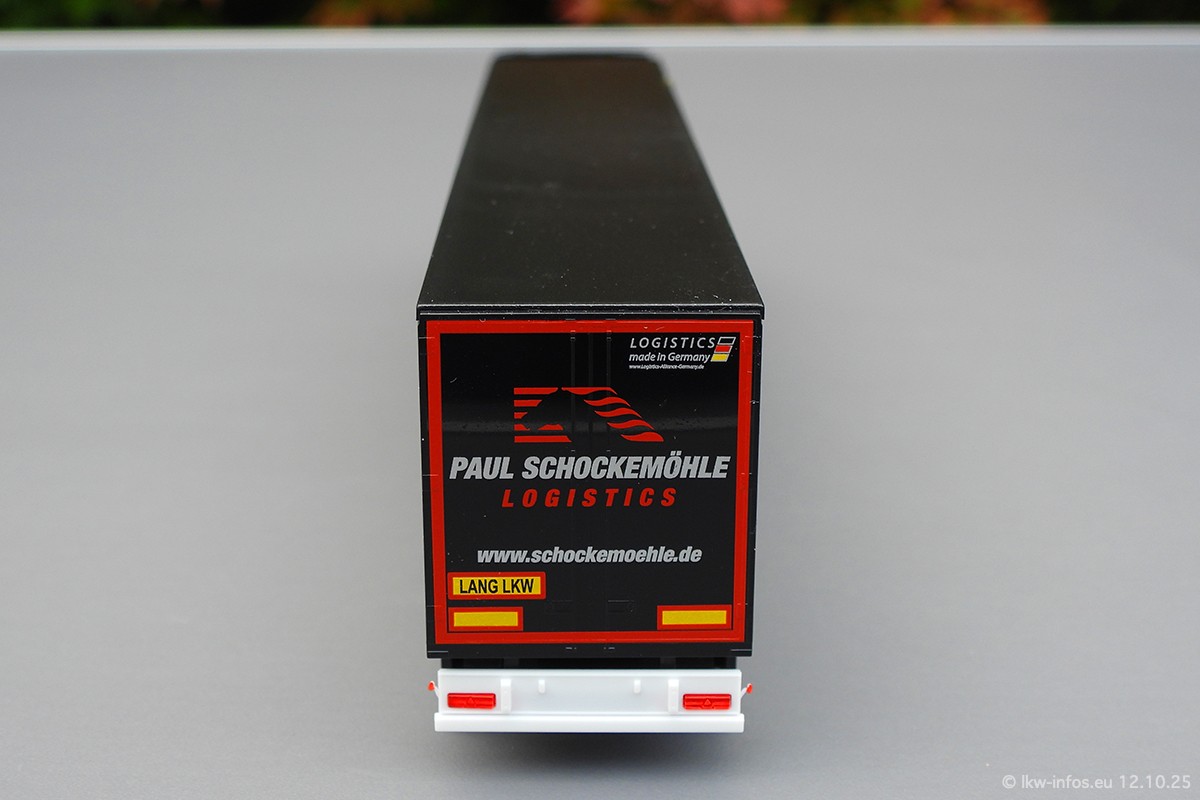 LOGISTICS
made in Germany
www.Logistics-Alliance-Germany.de
PAUL SCHOCKEMÖHLE
LOGISTICS
www.schockemoehle.de
LANG LKW
© lkw-infos.eu 12.10.25